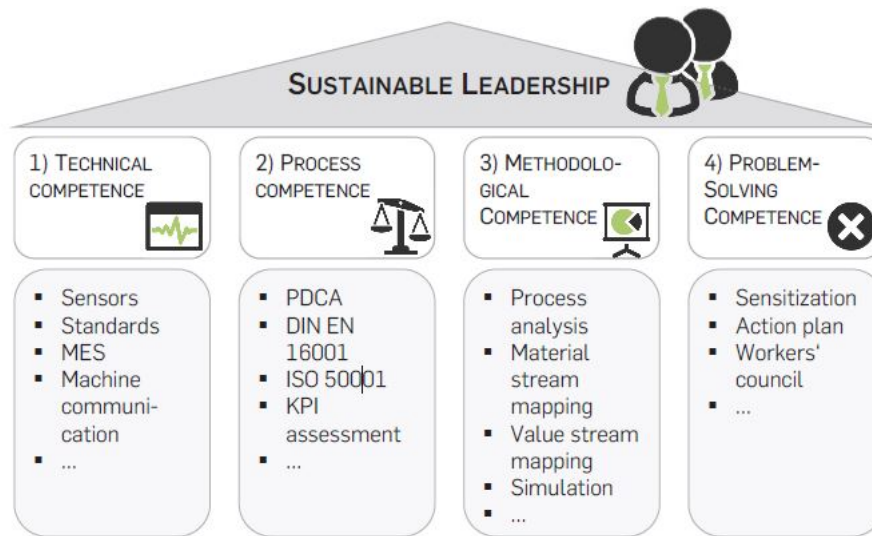 SUSTAINABLE LEADERSHIP
1) TECHNICAL
COMPETENCE
▪ Sensors
▪ Standards
▪ MES
▪ Machine
communi-
cation
▪ ...
2) PROCESS
COMPETENCE
▪ PDCA
▪ DIN EN
16001
▪ ISO 50001
▪ KPI
assessment
▪ ...
3) METHODOLO-
GICAL
COMPETENCE
▪ Process
analysis
▪ Material
stream
mapping
▪ Value stream
mapping
▪ Simulation
▪ ...
4) PROBLEM-
SOLVING
COMPETENCE
▪ Sensitization
▪ Action plan
▪ Workers‘
council
▪ ...